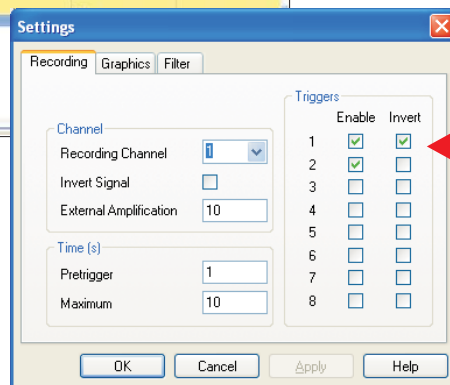 Settings
Recording Graphics Filter
Channel
Recording Channel 1
Invert Signal
External Amplification 10
Time (s)
Pretrigger 1
Maximum 10
Triggers
Enable Invert
1
2
3
4
5
6
7
8
OK Cancel Apply Help